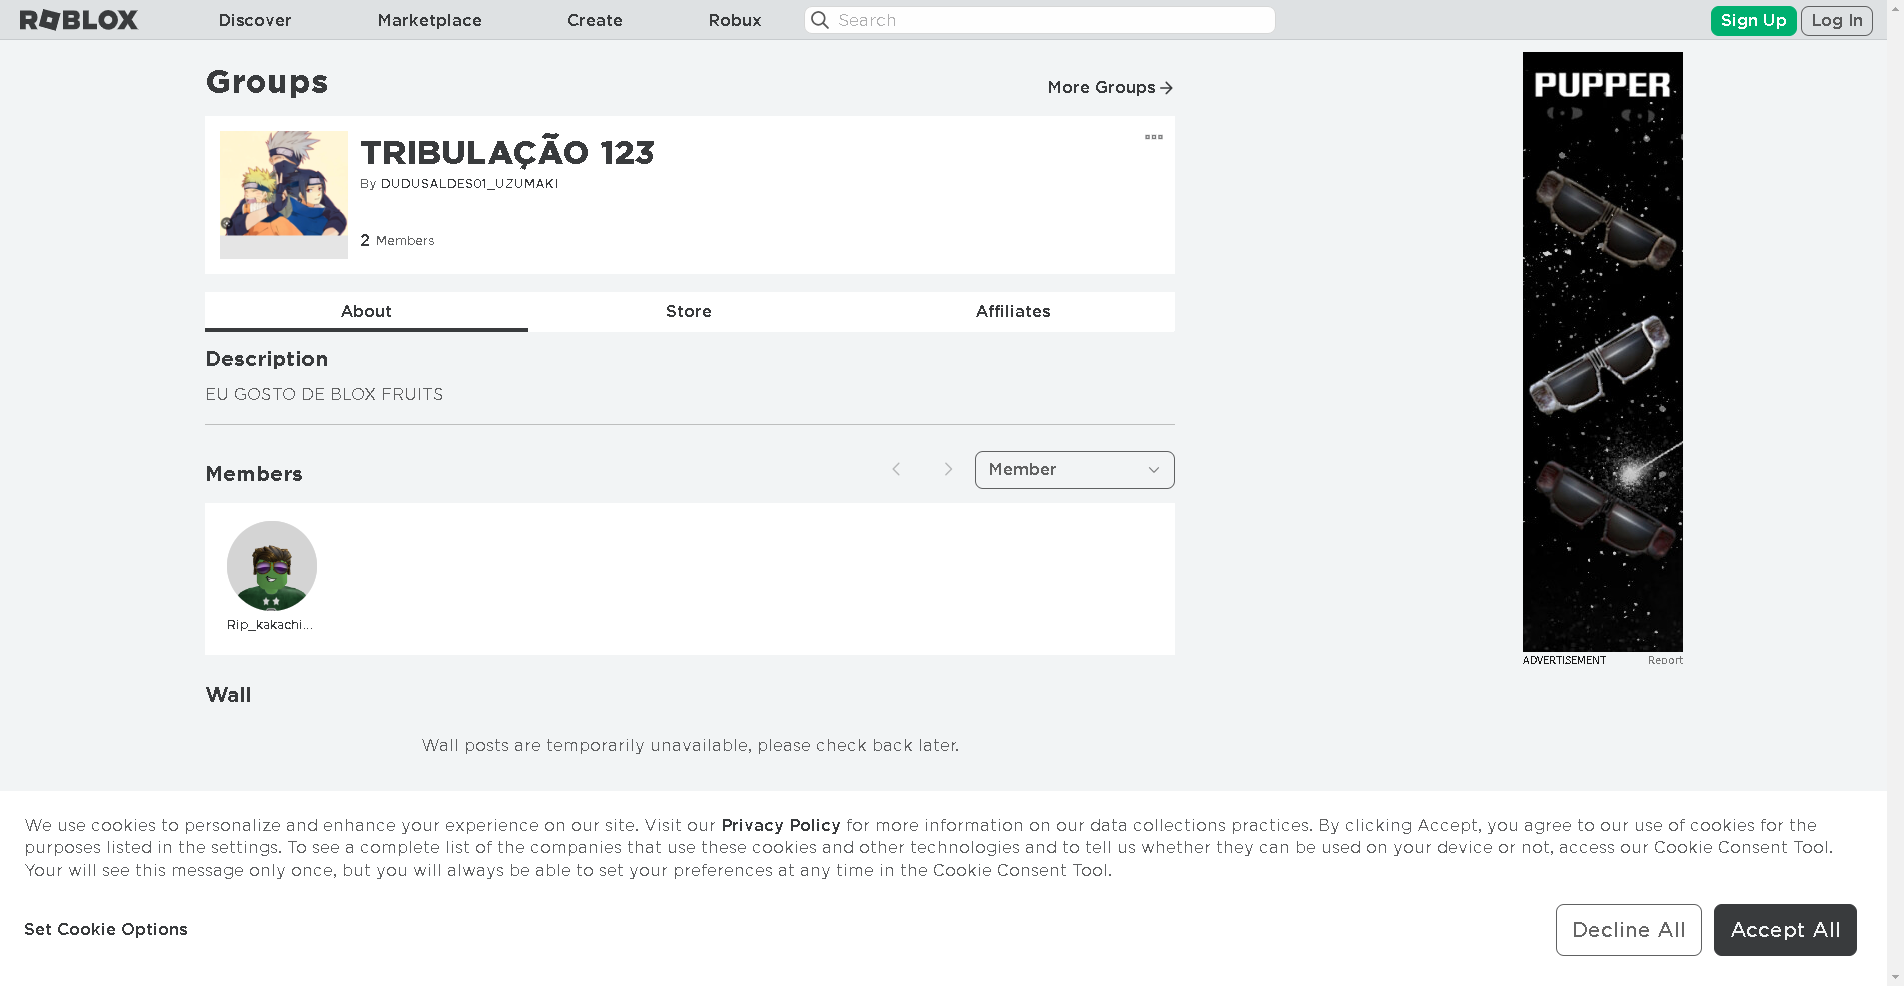 ROBLOX
Discover
Marketplace
Create
Robux
Search
Sign Up
Log In
Groups
More Groups
TRIBULAÇÃO 123
By DUDUSALDES01_UZUMAKI
2 Members
About
Store
Affiliates
Description
EU GOSTO DE BLOX FRUITS
Members
Member
Rip_kakachi...
Wall
Wall posts are temporarily unavailable, please check back later.
PUPPER
ADVERTISEMENT
Report
We use cookies to personalize and enhance your experience on our site. Visit our Privacy Policy for more information on our data collections practices. By clicking Accept, you agree to our use of cookies for the
purposes listed in the settings. To see a complete list of the companies that use these cookies and other technologies and to tell us whether they can be used on your device or not, access our Cookie Consent Tool.
Your will see this message only once, but you will always be able to set your preferences at any time in the Cookie Consent Tool.
Set Cookie Options
Decline All
Accept All